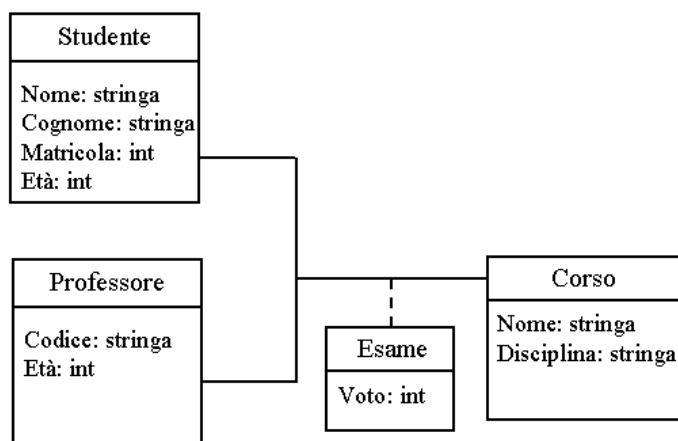 Studente
Nome: stringa
Cognome: stringa
Matricola: int
Età: int
Professore
Codice: stringa
Età: int
Esame
Voto: int
Corso
Nome: stringa
Disciplina: stringa